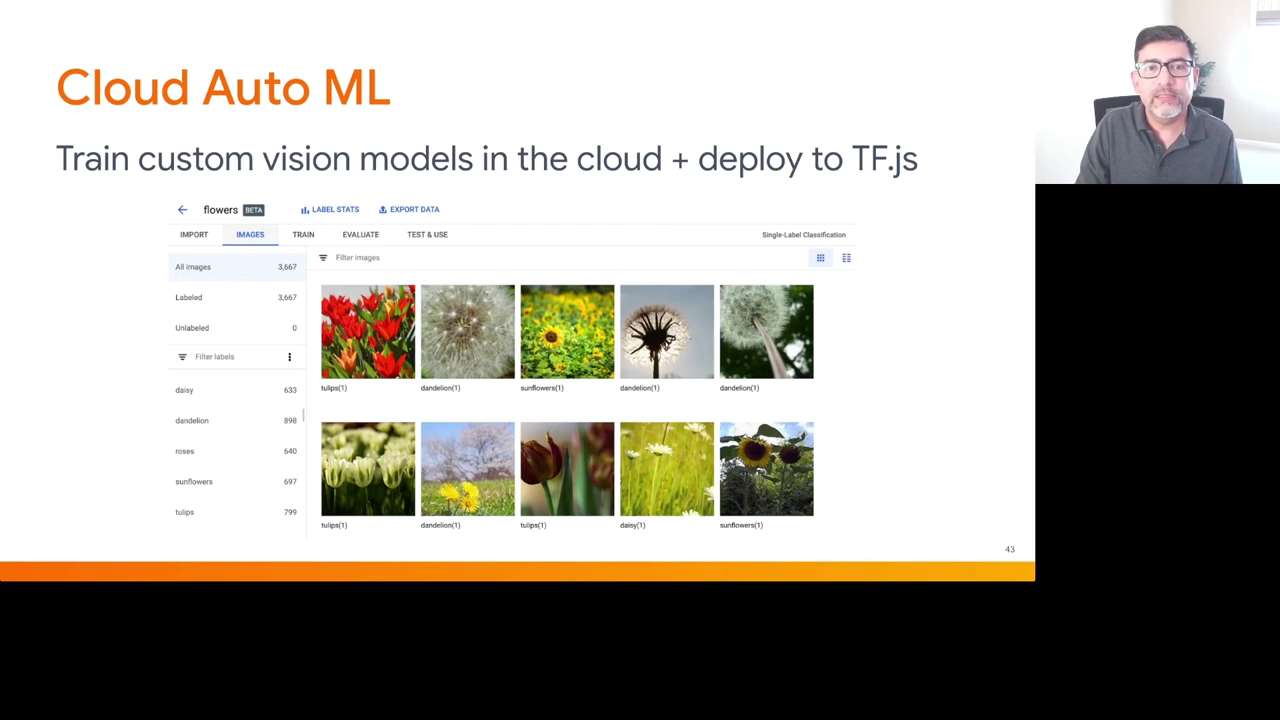 Cloud Auto ML
Train custom vision models in the cloud + deploy to TF.js
flowers BETA LABEL STATS EXPORT DATA
IMPORT IMAGES TRAIN EVALUATE TEST & USE Single-Label Classification
All images 3,667
Filter images
Labeled 3,667
Unlabeled 0
Filter labels
daisy 633
dandelion 898
roses 640
sunflowers 697
tulips 799
tulips(1) dandelion(1) sunflowers(1) dandelion(1) dandelion(1)
tulips(1) dandelion(1) tulips(1) daisy(1) sunflowers(1)
43